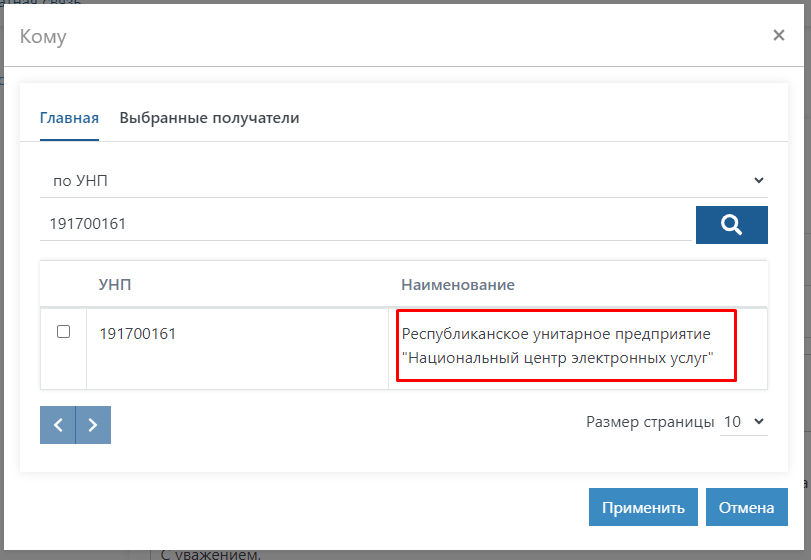 Кому
×
Главная Выбранные получатели
по УНП
191700161
УНП Наименование
191700161 Республиканское унитарное предприятие
"Национальный центр электронных услуг"
Размер страницы 10
Применить Отмена
С уважением,